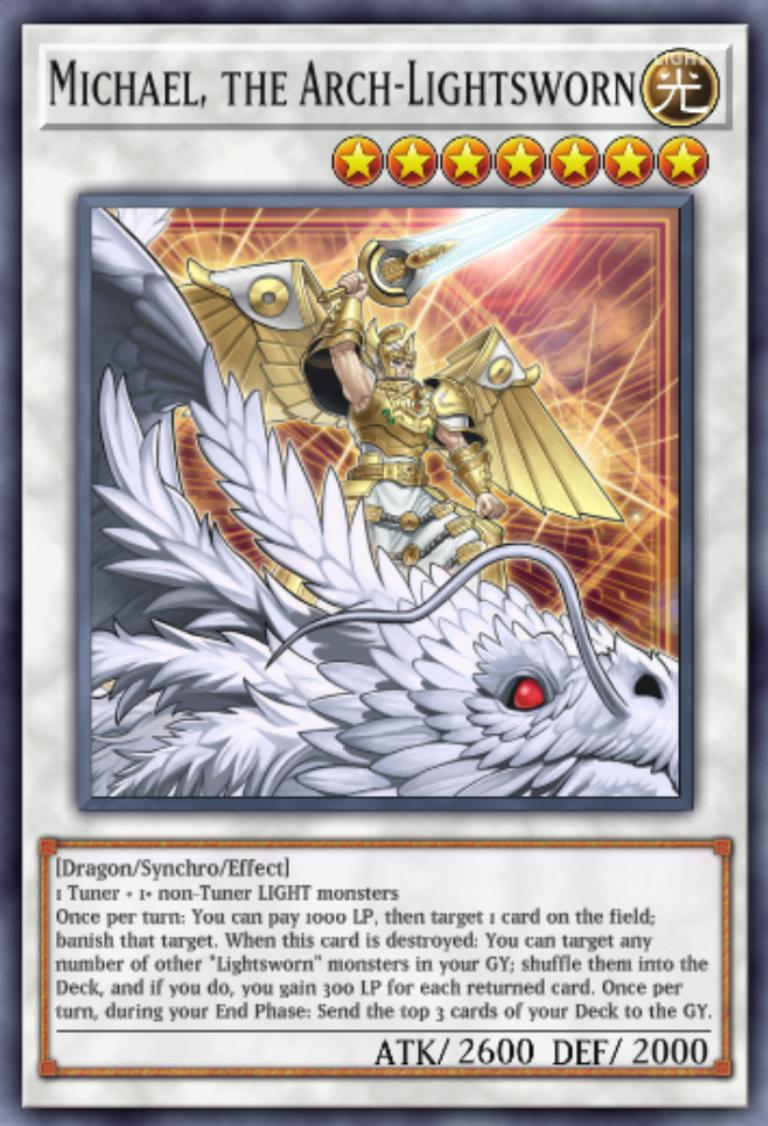 MICHAEL, THE ARCH-LIGHTSWORN
LIGHT
光
[Dragon/Synchro/Effect]
1 Tuner + 1+ non-Tuner LIGHT monsters
Once per turn: You can pay 1000 LP, then target 1 card on the field;
banish that target. When this card is destroyed: You can target any
number of other "Lightsworn" monsters in your GY; shuffle them into the
Deck, and if you do, you gain 300 LP for each returned card. Once per
turn, during your End Phase: Send the top 3 cards of your Deck to the GY.
ATK/ 2600 DEF/ 2000